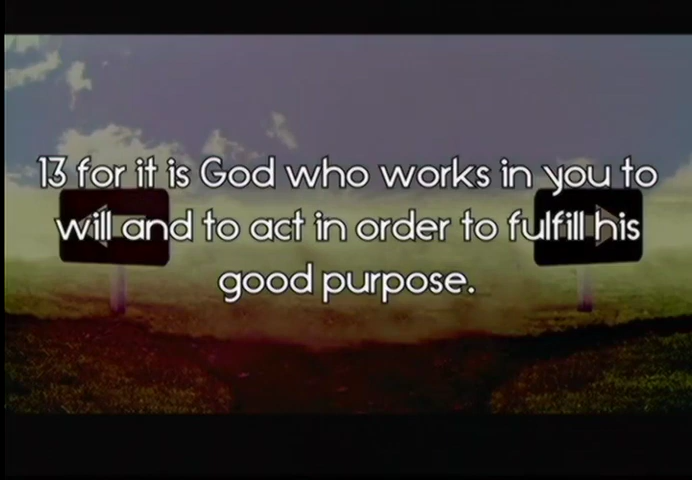 13 for it is God who works in you to
will and to act in order to fulfill his
good purpose.